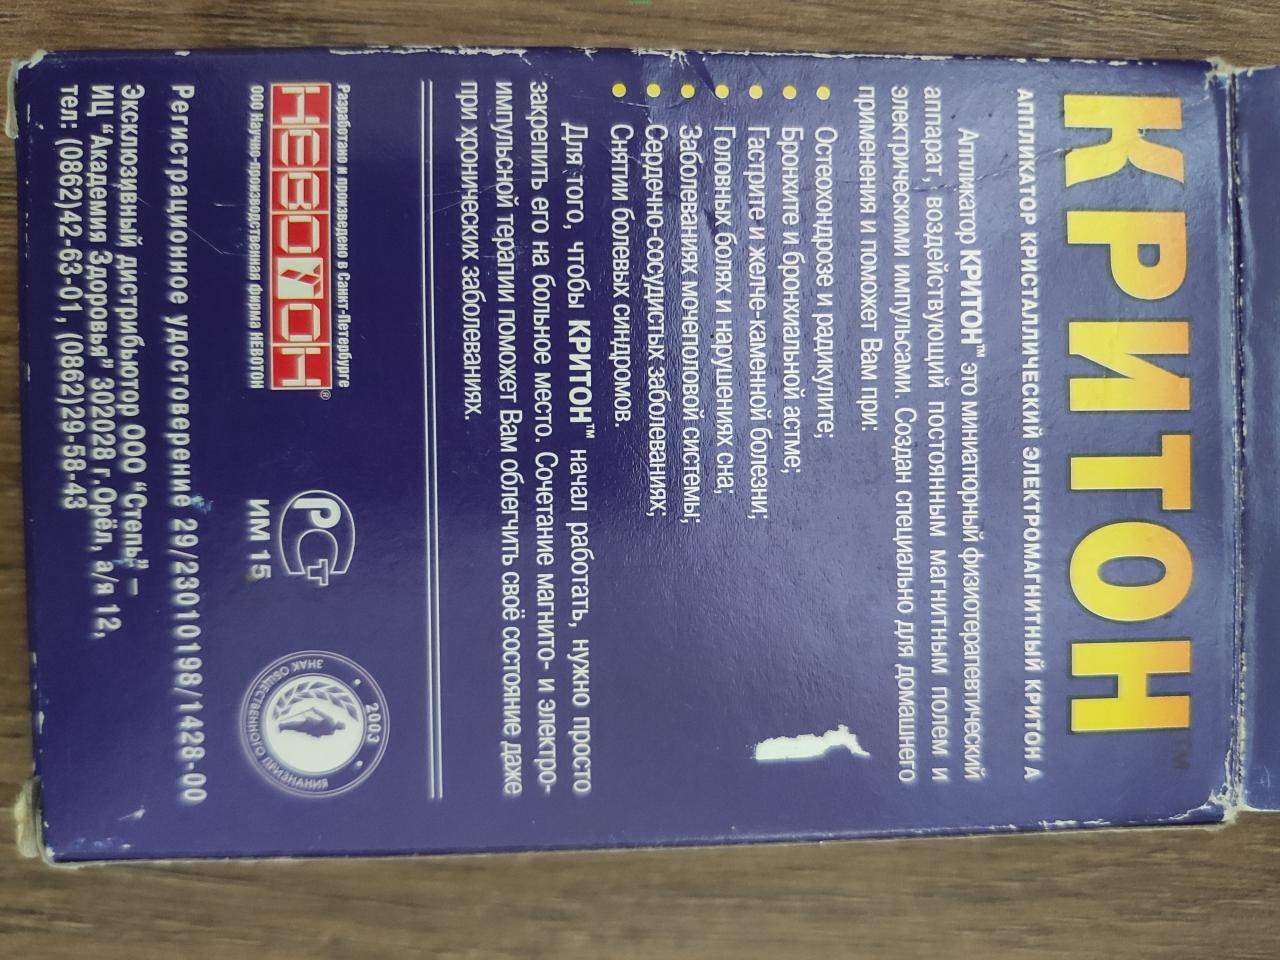 КРИТОН™
АППЛИКАТОР КРИСТАЛЛИЧЕСКИЙ ЭЛЕКТРОМАГНИТНЫЙ КРИТОН А
Аппликатор КРИТОН™ это миниатюрный физиотерапевтический
аппарат, воздействующий постоянным магнитным полем и
электрическими импульсами. Создан специально для домашнего
применения и поможет Вам при:
Остеохондрозе и радикулите;
Бронхите и бронхиальной астме;
Гастрите и желче-каменной болезни;
Головных болях и нарушениях сна;
Заболеваниях мочеполовой системы;
Сердечно-сосудистых заболеваниях;
Снятии болевых синдромов.
Для того, чтобы КРИТОН™ начал работать, нужно просто
закрепить его на больное место. Сочетание магнито- и электро-
импульсной терапии поможет Вам облегчить своё состояние даже
при хронических заболеваниях.
Разработано и произведено в Санкт-Петербурге
НЕВОТОН®
ООО Научно-производственная фирма НЕВОТОН
РСТ
ИМ 15
2003
ЗНАК ОБЩЕСТВЕННОГО ПРИЗНАНИЯ
Регистрационное удостоверение 29/23010198/1428-00
Эксклюзивный дистрибьютор ООО "Степь" –
ИЦ "Академия Здоровья" 302028 г.Орёл, а/я 12,
тел: (0862)42-63-01, (0862)29-58-43